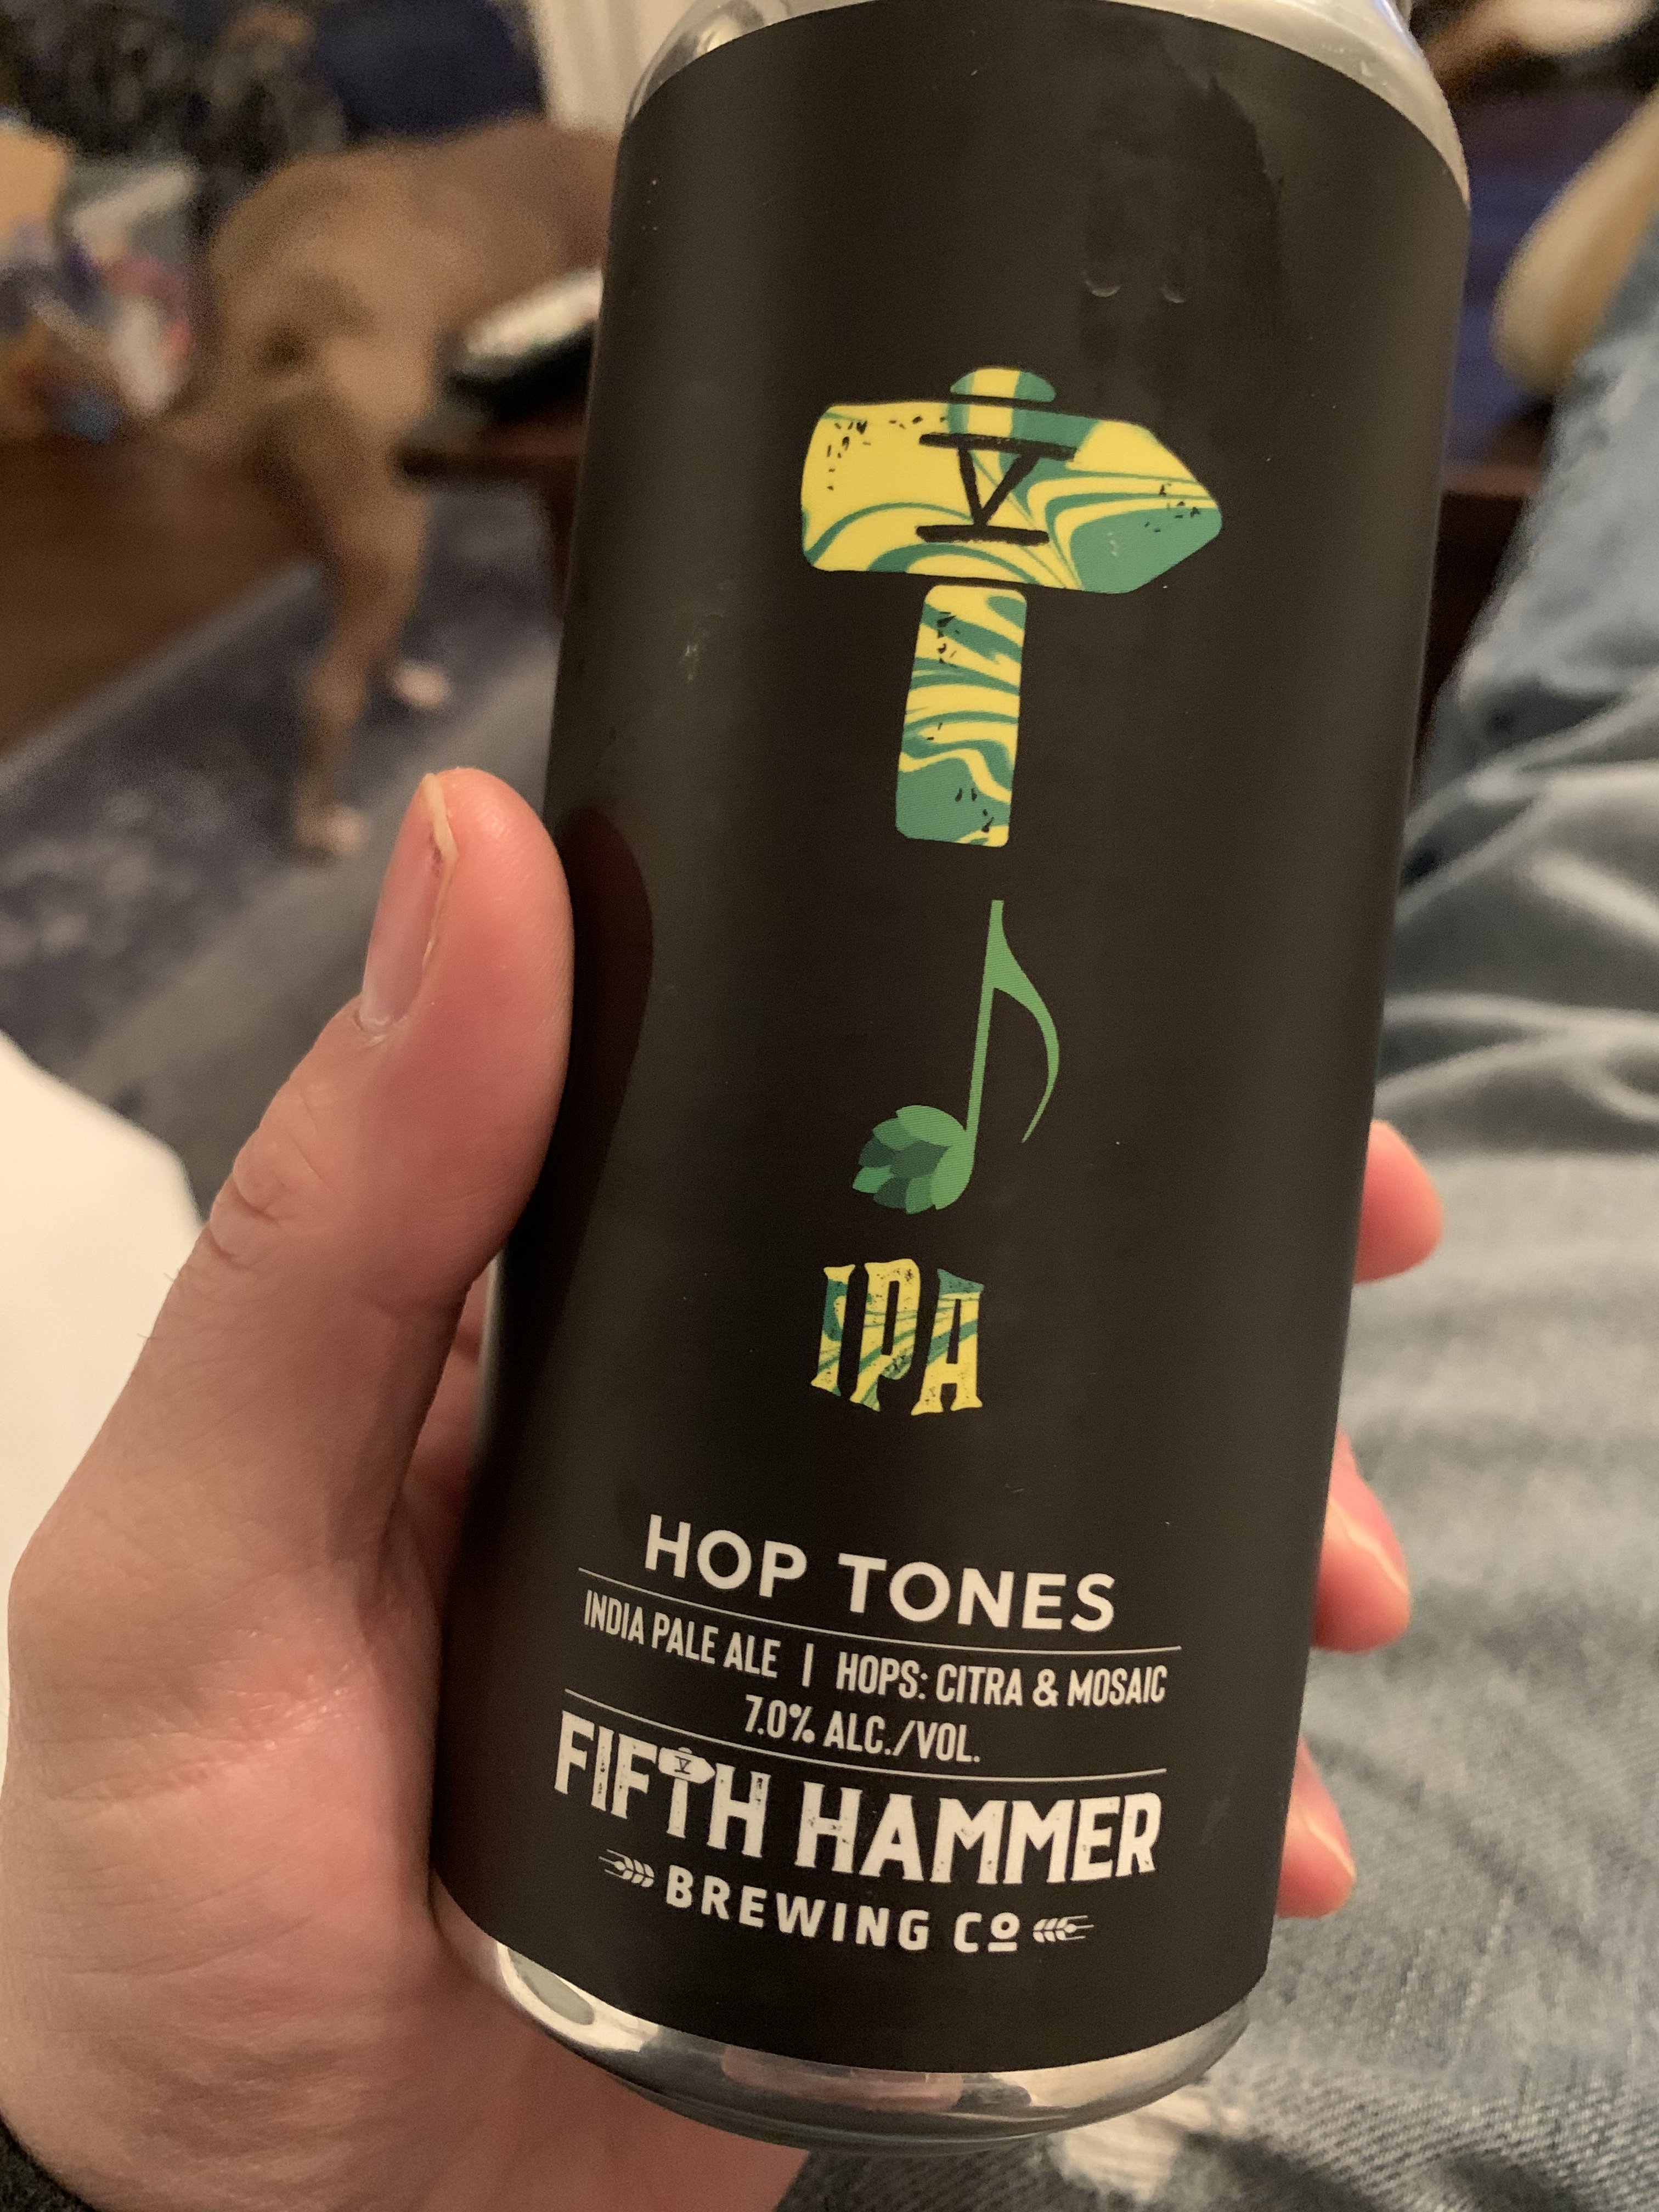 V
IPA
HOP TONES
INDIA PALE ALE | HOPS: CITRA & MOSAIC
7.0% ALC./VOL.
FIFTH HAMMER
BREWING Co